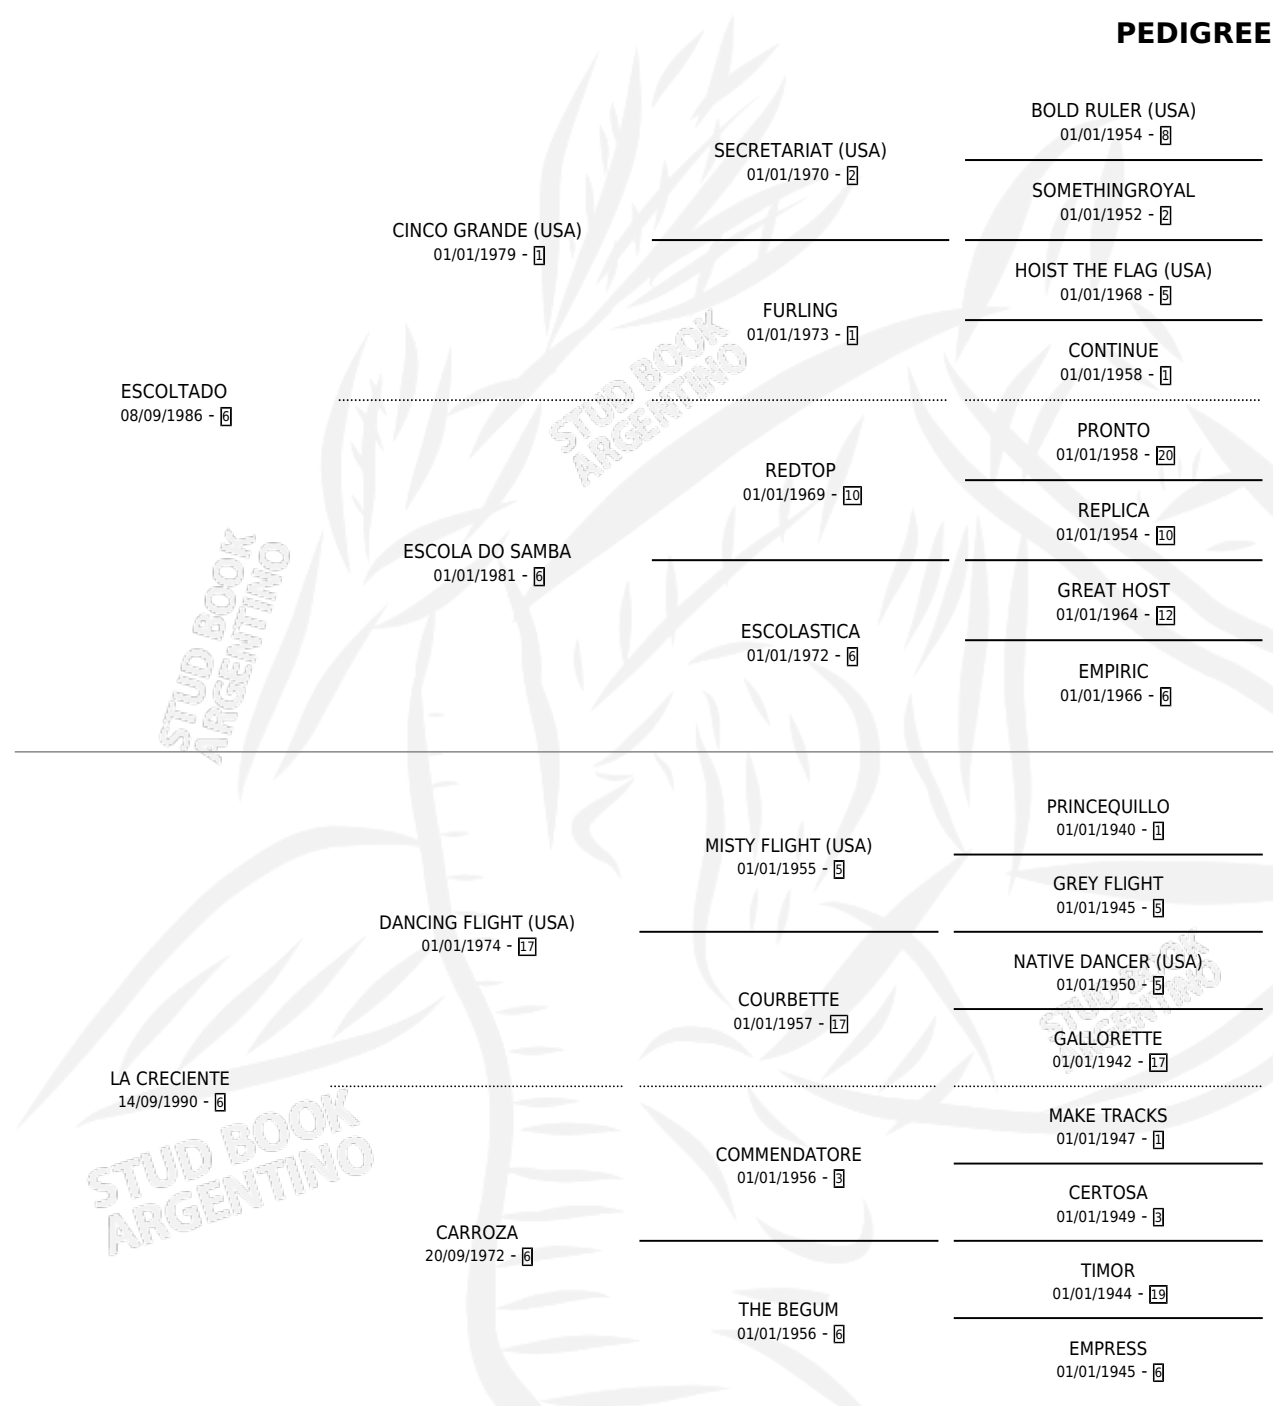 PEDIGREE
BOLD RULER (USA)
01/01/1954 - 8
SECRETARIAT (USA)
01/01/1970 - 2
SOMETHINGROYAL
01/01/1952 - 2
CINCO GRANDE (USA)
01/01/1979 - 1
HOIST THE FLAG (USA)
01/01/1968 - 5
FURLING
01/01/1973 - 1
CONTINUE
01/01/1958 - 1
ESCOLTADO
08/09/1986 - 6
PRONTO
01/01/1958 - 20
REDTOP
01/01/1969 - 10
REPLICA
01/01/1954 - 10
ESCOLA DO SAMBA
01/01/1981 - 6
GREAT HOST
01/01/1964 - 12
ESCOLASTICA
01/01/1972 - 6
EMPIRIC
01/01/1966 - 6
PRINCEQUILLO
01/01/1940 - 1
MISTY FLIGHT (USA)
01/01/1955 - 5
GREY FLIGHT
01/01/1945 - 5
DANCING FLIGHT (USA)
01/01/1974 - 17
NATIVE DANCER (USA)
01/01/1950 - 5
COURBETTE
01/01/1957 - 17
GALLORETTE
01/01/1942 - 17
LA CRECIENTE
14/09/1990 - 6
MAKE TRACKS
01/01/1947 - 1
COMMENDATORE
01/01/1956 - 3
CERTOSA
01/01/1949 - 3
CARROZA
20/09/1972 - 6
TIMOR
01/01/1944 - 19
THE BEGUM
01/01/1956 - 6
EMPRESS
01/01/1945 - 6
STUD BOOK
ARGENTINO
STUD BOOK
ARGENTINO
STUD BOOK
ARGENTINO
STUD BOOK
ARGENTINO